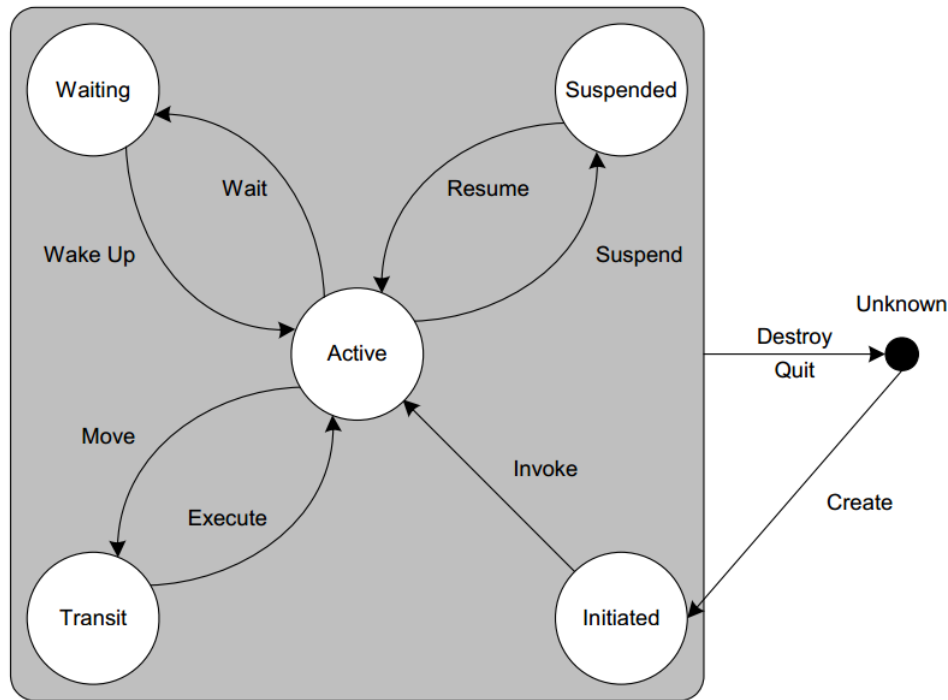 Waiting
Suspended
Wait
Resume
Wake Up
Suspend
Unknown
Destroy
Quit
Active
Move
Invoke
Execute
Create
Transit
Initiated